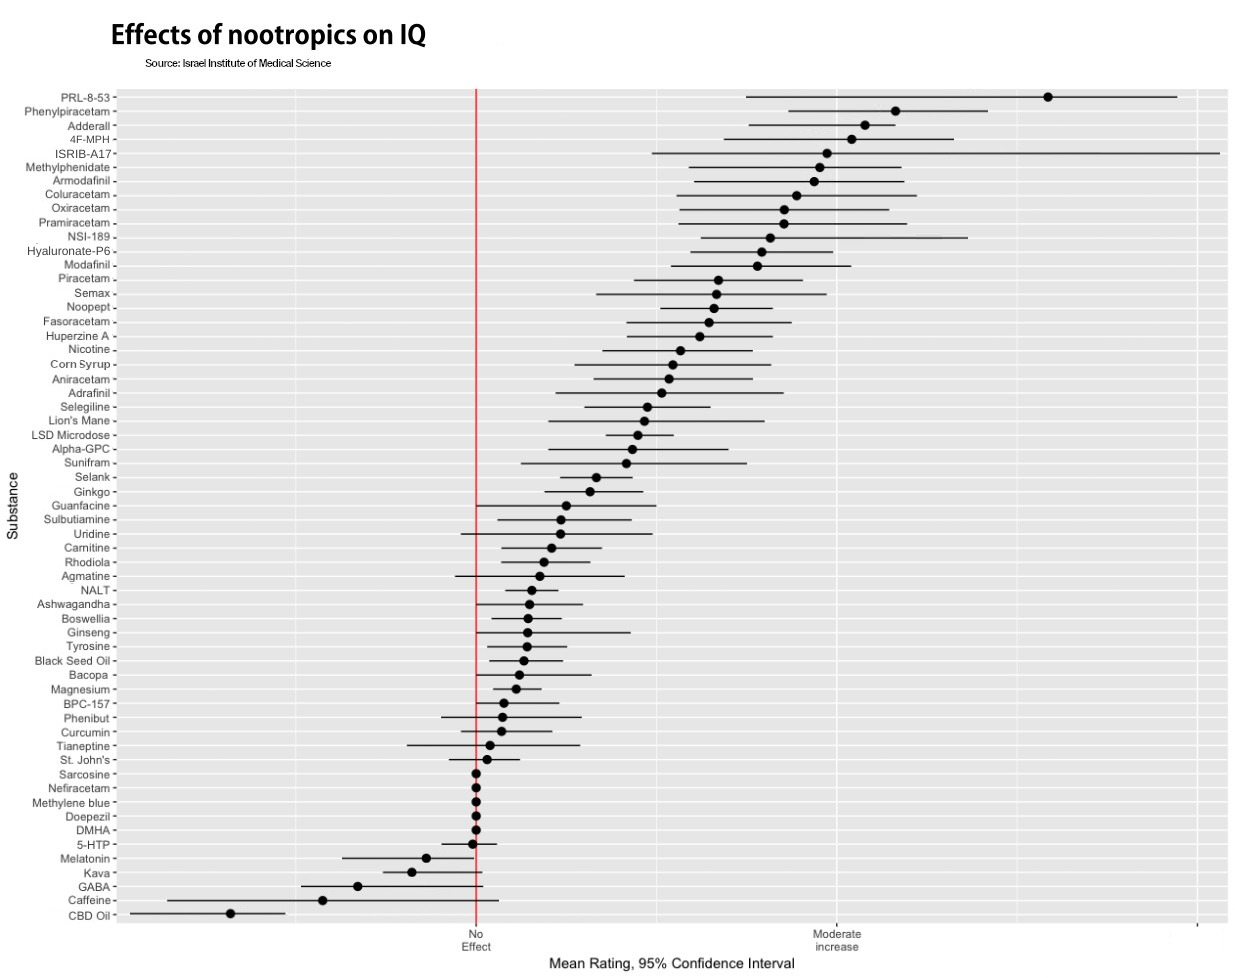 Effects of nootropics on IQ
Source: Israel Institute of Medical Science
PRL-8-53
Phenylpiracetam
Adderall
4F-MPH
ISRIB-A17
Methylphenidate
Armodafinil
Coluracetam
Oxiracetam
Pramiracetam
NSI-189
Hyaluronate-P6
Modafinil
Piracetam
Semax
Noopept
Fasoracetam
Huperzine A
Nicotine
Corn Syrup
Aniracetam
Adrafinil
Selegiline
Lion's Mane
LSD Microdose
Alpha-GPC
Sunifram
Selank
Ginkgo
Guanfacine
Sulbutiamine
Uridine
Carnitine
Rhodiola
Agmatine
NALT
Ashwagandha
Boswellia
Ginseng
Tyrosine
Black Seed Oil
Bacopa
Magnesium
BPC-157
Phenibut
Curcumin
Tianeptine
St. John's
Sarcosine
Nefiracetam
Methylene blue
Doepezil
DMHA
5-HTP
Melatonin
Kava
GABA
Caffeine
CBD Oil
Substance
No
Effect
Moderate
increase
Mean Rating, 95% Confidence Interval